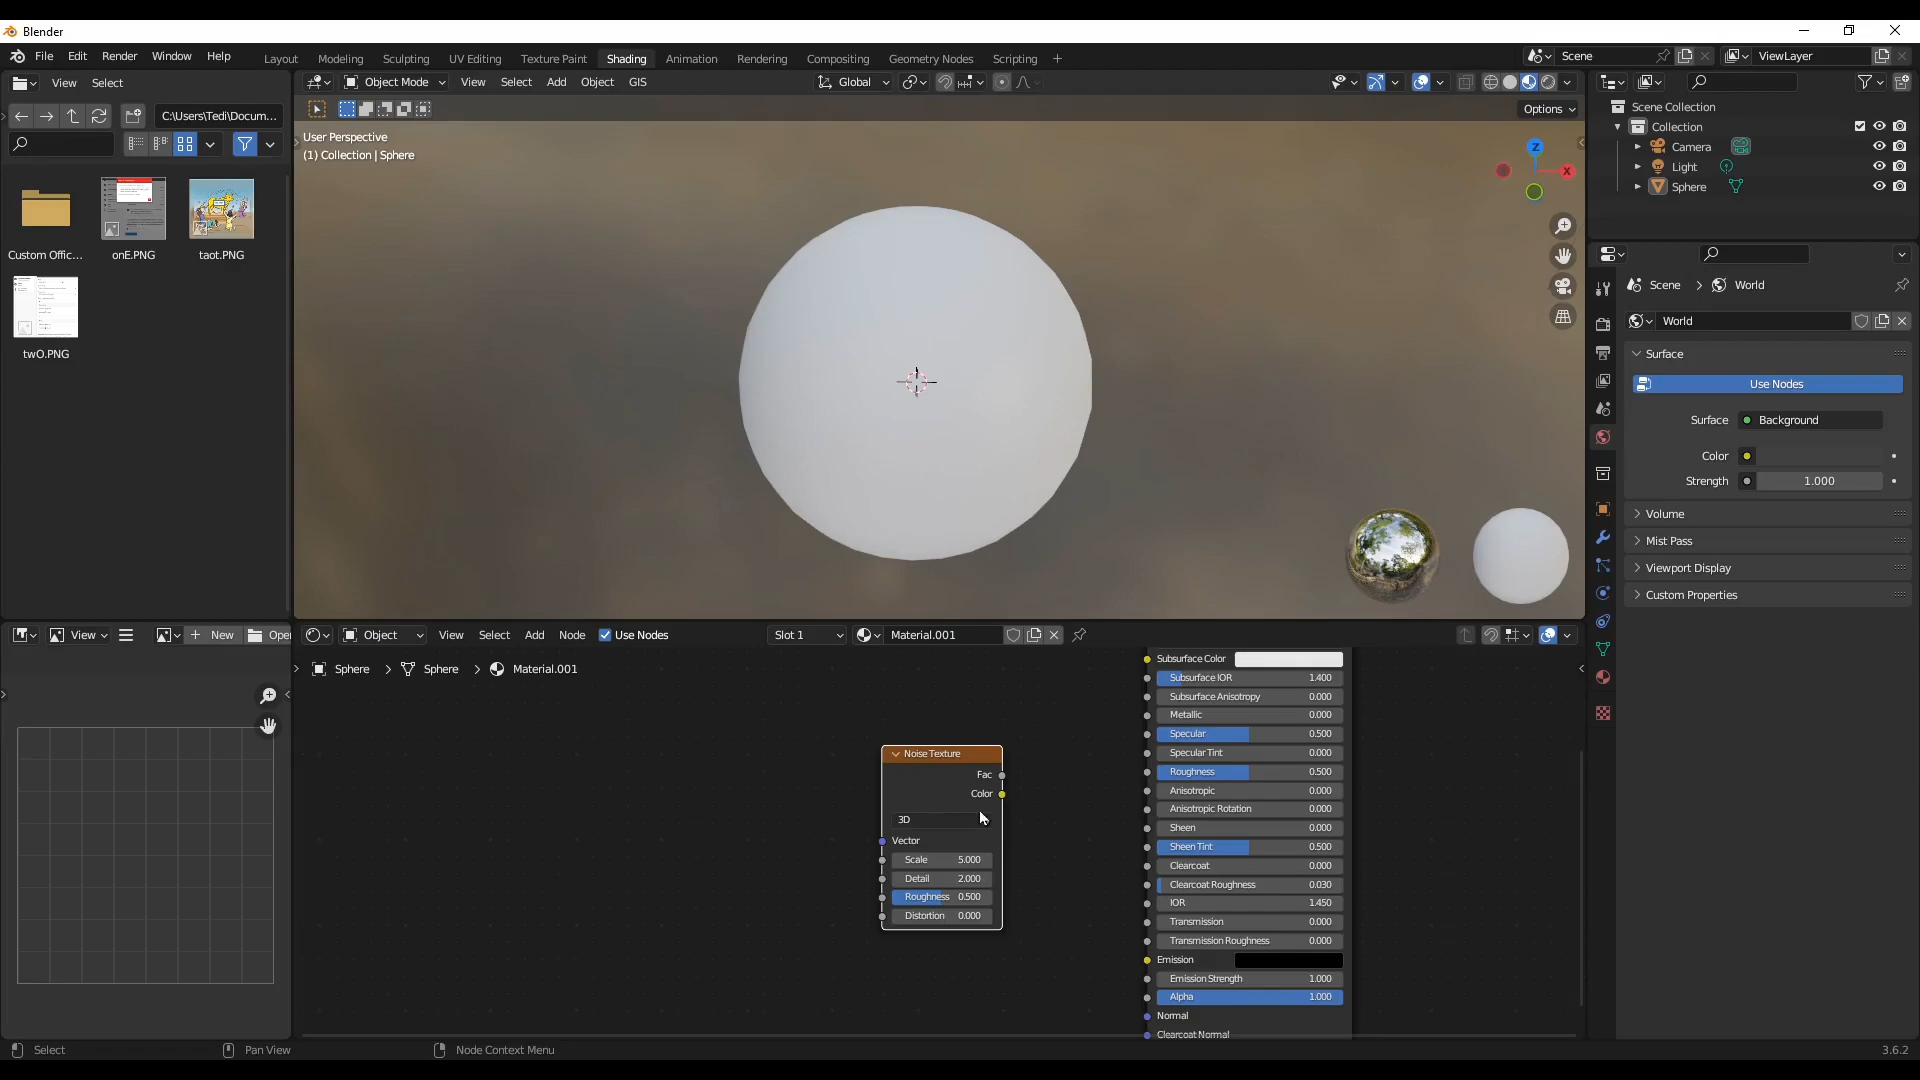 Blender
File Edit Render Window Help
Layout Modeling Sculpting UV Editing Texture Paint Shading Animation Rendering Compositing Geometry Nodes Scripting +
Scene
ViewLayer
View Select
Object Mode View Select Add Object GIS
Global
C:\Users\Tedi\Docum...
Options
User Perspective
(1) Collection | Sphere
Z
X
Custom Offic...
onE.PNG
taot.PNG
twO.PNG
Scene Collection
Collection
Camera
Light
Sphere
Scene > World
World
Surface
Use Nodes
Surface Background
Color
Strength 1.000
Volume
Mist Pass
Viewport Display
Custom Properties
View
+ New
Open
Object View Select Add Node Use Nodes
Slot 1
Material.001
Sphere > Sphere > Material.001
Noise Texture
Fac
Color
3D
Vector
Scale 5.000
Detail 2.000
Roughness 0.500
Distortion 0.000
Subsurface Color
Subsurface IOR 1.400
Subsurface Anisotropy 0.000
Metallic 0.000
Specular 0.500
Specular Tint 0.000
Roughness 0.500
Anisotropic 0.000
Anisotropic Rotation 0.000
Sheen 0.000
Sheen Tint 0.500
Clearcoat 0.000
Clearcoat Roughness 0.030
IOR 1.450
Transmission 0.000
Transmission Roughness 0.000
Emission
Emission Strength 1.000
Alpha 1.000
Normal
Clearcoat Normal
Select
Pan View
Node Context Menu
3.6.2